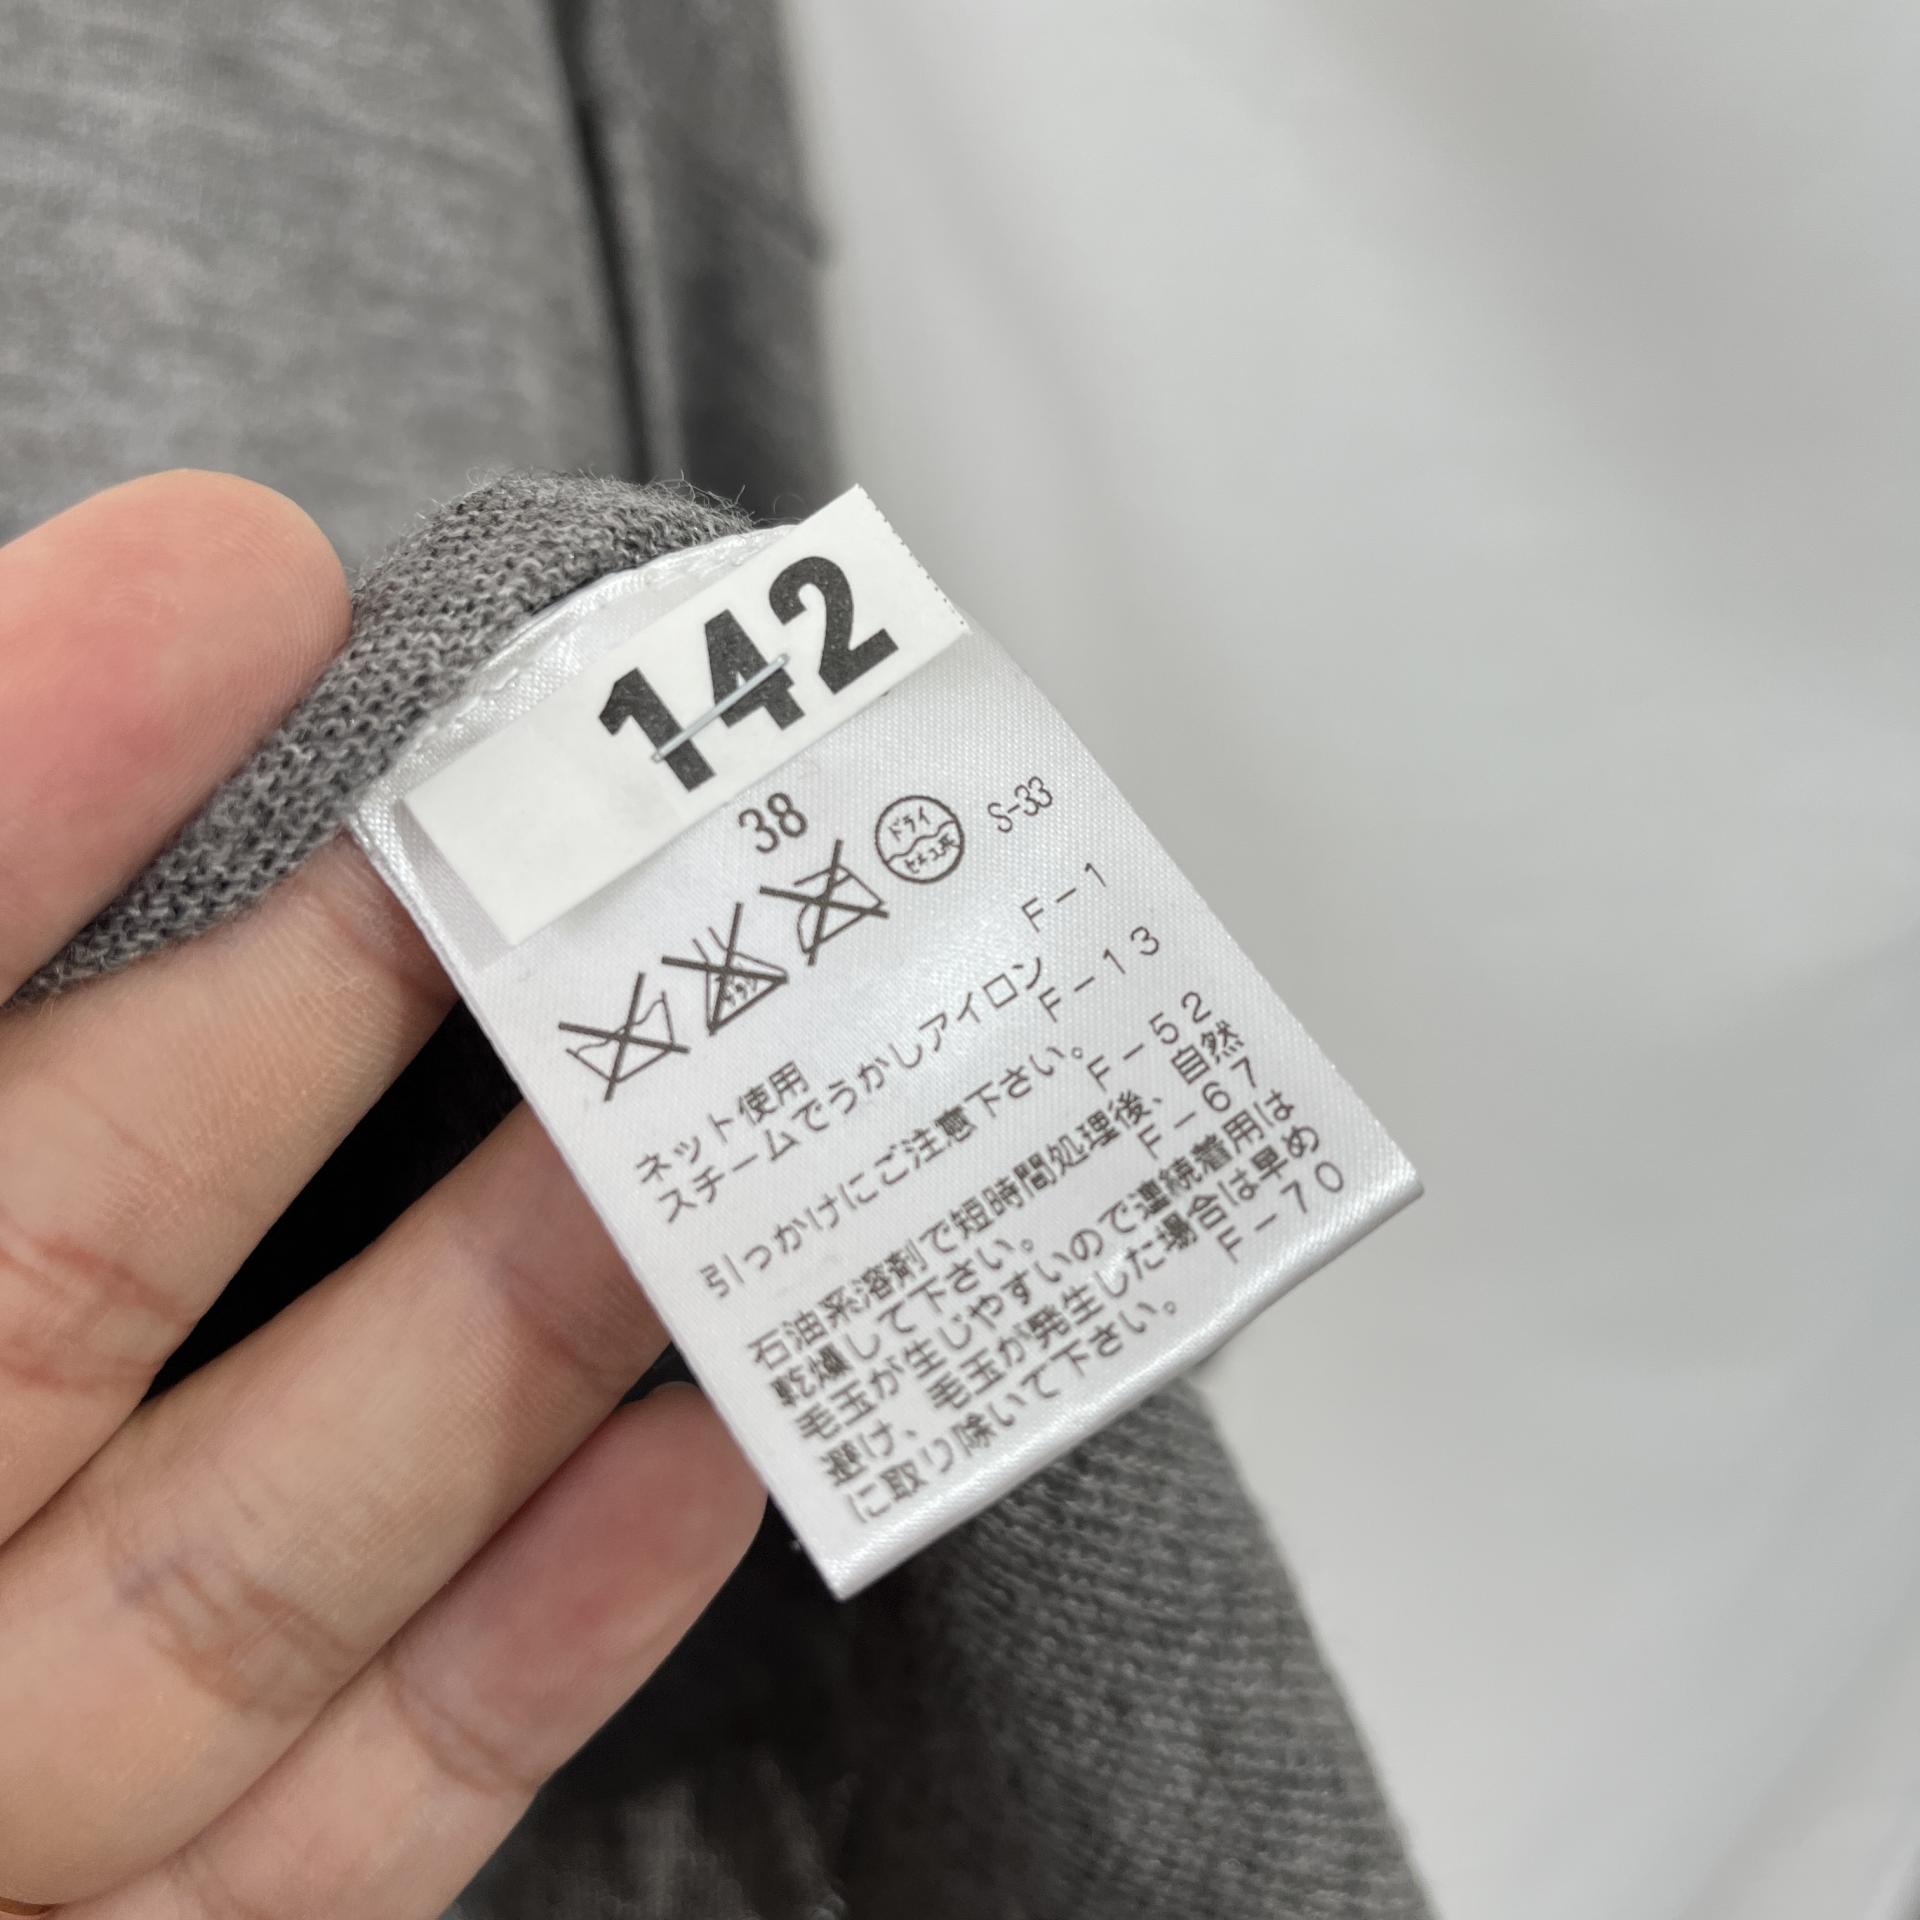 142
38
ドライ
セキユ系
S-33
ネット使用 F-1
スチームでうかしアイロン
F-13
引っかけにご注意下さい。
F-52
石油系溶剤で短時間処理後、自然
乾燥して下さい。 F-67
毛玉が生じやすいので連続着用は
避け、毛玉が発生した場合は早め
に取り除いて下さい。 F-70